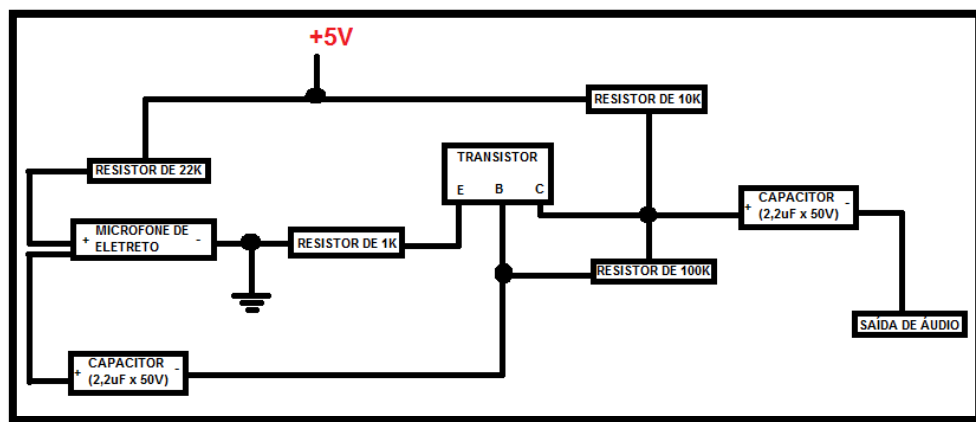 +5V
RESISTOR DE 10K
TRANSISTOR
E B C
RESISTOR DE 22K
CAPACITOR
+ (2,2uF x 50V) -
MICROFONE DE
+ ELETRETO -
RESISTOR DE 1K
RESISTOR DE 100K
SAÍDA DE ÁUDIO
CAPACITOR
+ (2,2uF x 50V) -